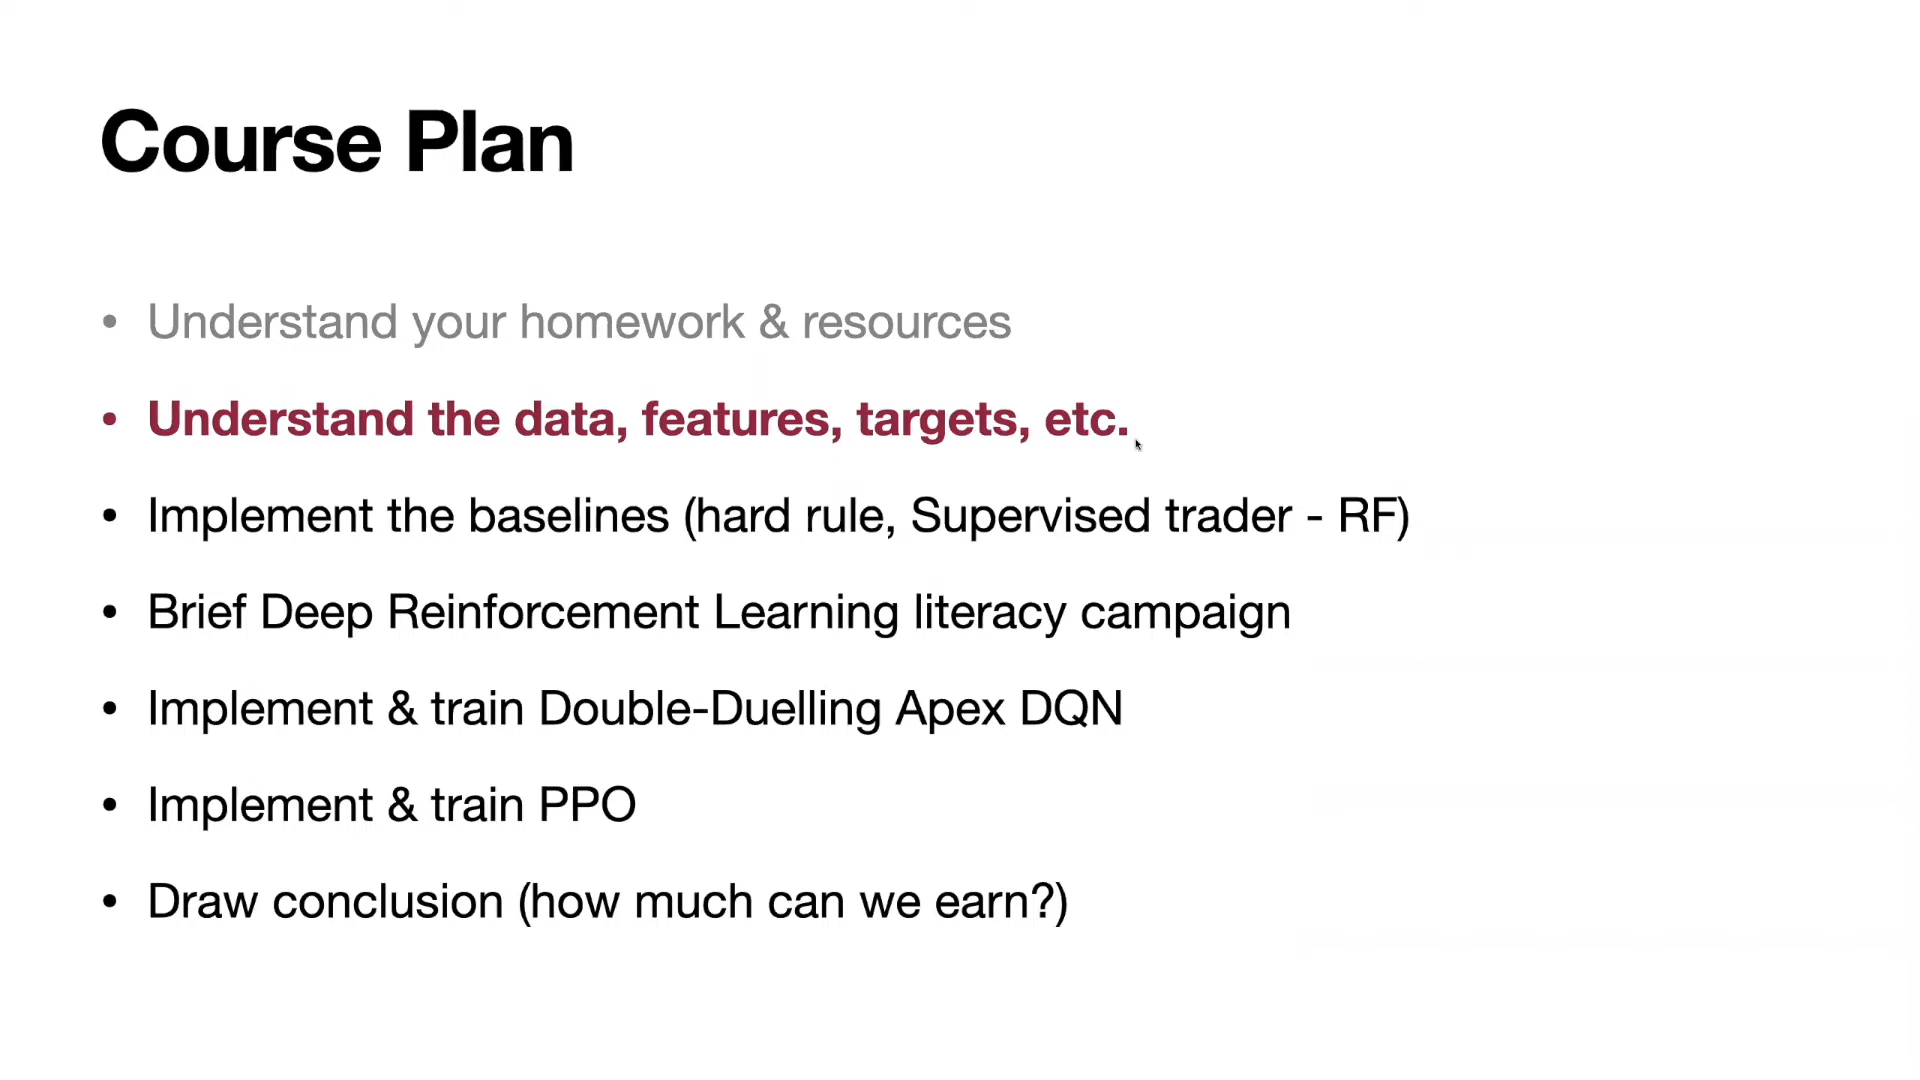 Course Plan
• Understand your homework & resources
• Understand the data, features, targets, etc.
• Implement the baselines (hard rule, Supervised trader - RF)
• Brief Deep Reinforcement Learning literacy campaign
• Implement & train Double-Duelling Apex DQN
• Implement & train PPO
• Draw conclusion (how much can we earn?)